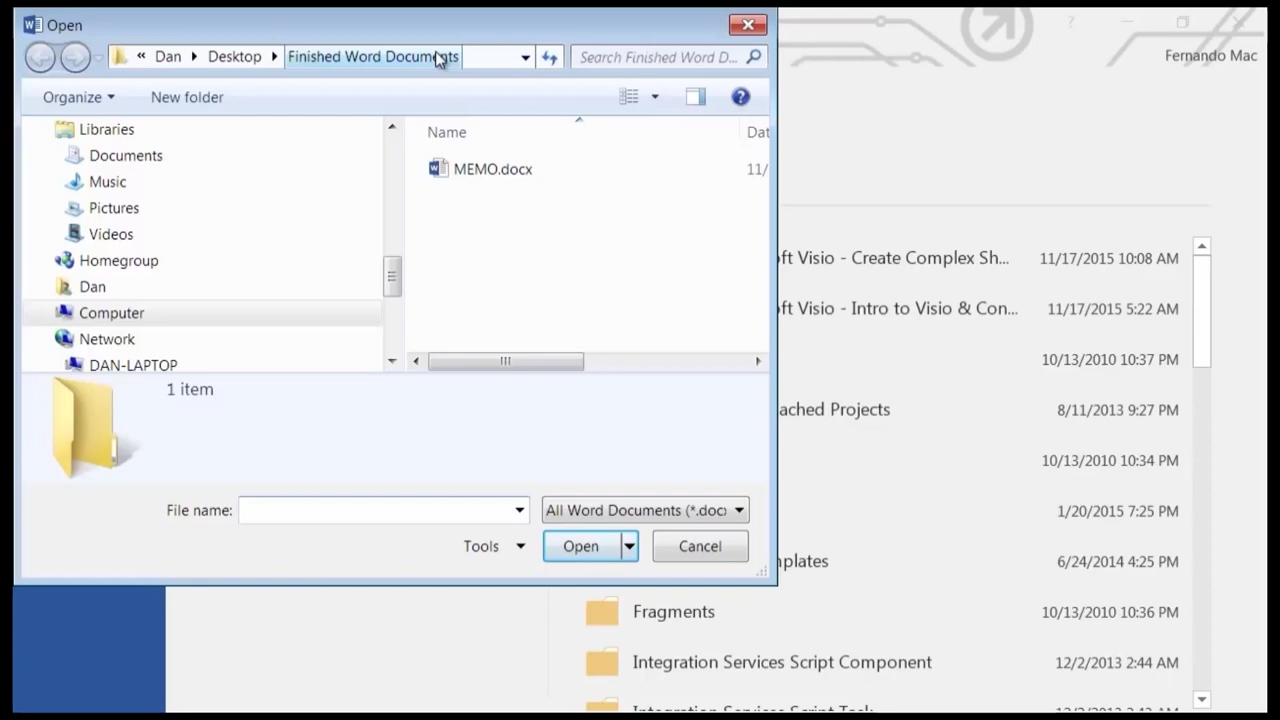 Open
?
Fernando Mac
« Dan Desktop Finished Word Documents
Search Finished Word D...
Organize
New folder
?
Libraries
Documents
Music
Pictures
Videos
Homegroup
Dan
Computer
Network
DAN-LAPTOP
Name
Dat
MEMO.docx
11/
1 item
File name:
All Word Documents (*.doc
Tools
Open
Cancel
ft Visio - Create Complex Sh... 11/17/2015 10:08 AM
ft Visio - Intro to Visio & Con... 11/17/2015 5:22 AM
10/13/2010 10:37 PM
ached Projects 8/11/2013 9:27 PM
10/13/2010 10:34 PM
1/20/2015 7:25 PM
plates 6/24/2014 4:25 PM
Fragments 10/13/2010 10:36 PM
Integration Services Script Component 12/2/2013 2:44 AM
Integration Services Script Task